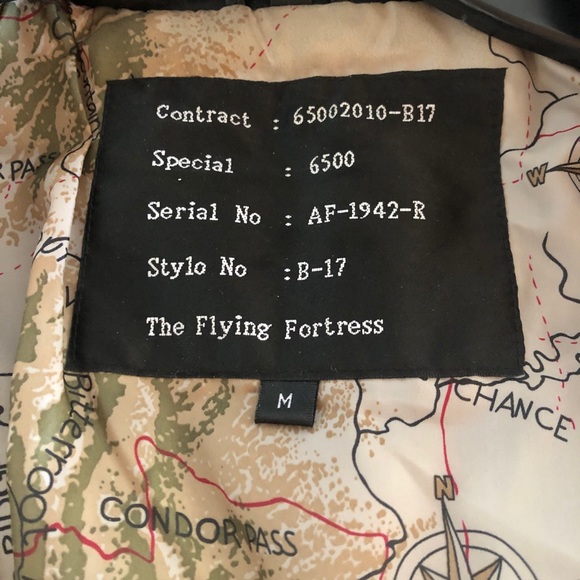 Contract : 65002010-B17
Special : 6500
Serial No : AF-1942-R
Stylo No : B-17
The Flying Fortress
M
PASS
W
CHANCE
Bitterroot
N
CONDOR PASS